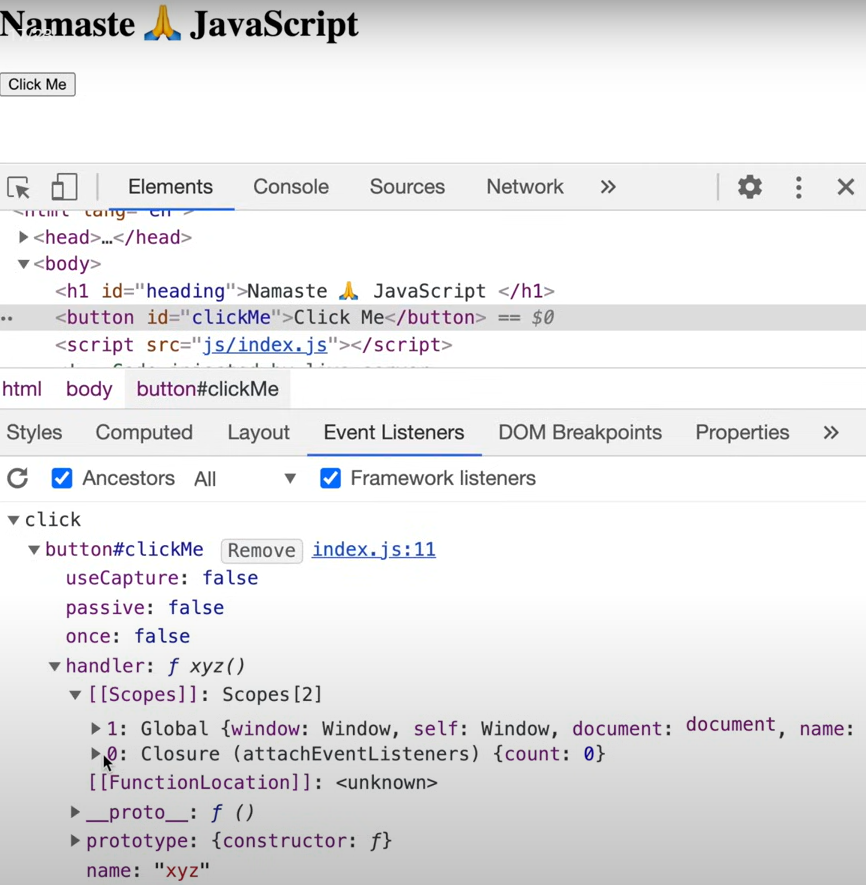 Namaste 🙏 JavaScript
Click Me
Elements Console Sources Network »
<html lang="en">
▶<head>…</head>
▼<body>
<h1 id="heading">Namaste 🙏 JavaScript </h1>
<button id="clickMe">Click Me</button> == $0
<script src="js/index.js"></script>
html body button#clickMe
Styles Computed Layout Event Listeners DOM Breakpoints Properties »
Ancestors All ▼ Framework listeners
▼click
▼button#clickMe Remove index.js:11
useCapture: false
passive: false
once: false
▼handler: ƒ xyz()
▼[[Scopes]]: Scopes[2]
▶1: Global {window: Window, self: Window, document: document, name:
▶0: Closure (attachEventListeners) {count: 0}
[[FunctionLocation]]: <unknown>
▶__proto__: ƒ ()
▶prototype: {constructor: ƒ}
name: "xyz"